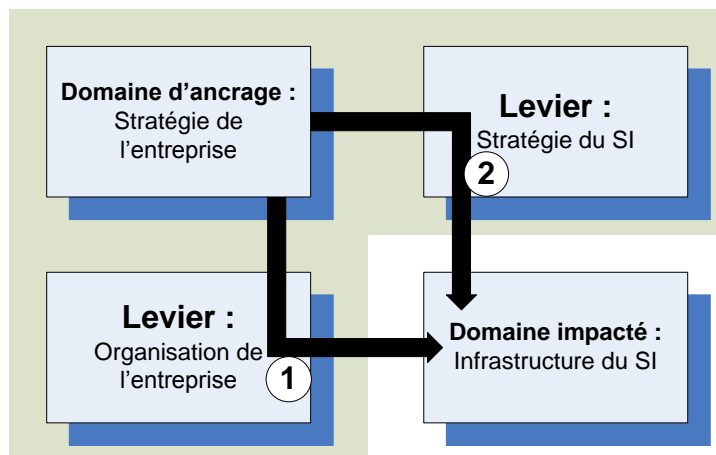 Domaine d'ancrage :
Stratégie de
l'entreprise
Levier :
Stratégie du SI
2
Levier :
Organisation de
l'entreprise
1
Domaine impacté :
Infrastructure du SI